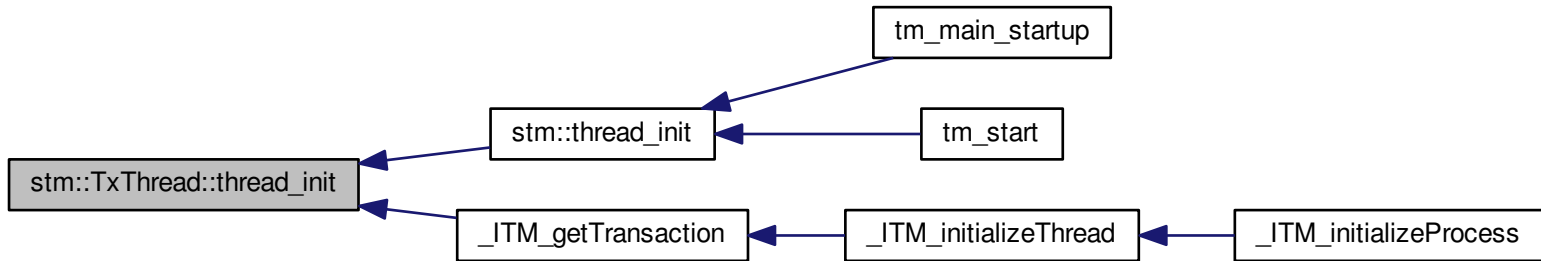 tm_main_startup
stm::thread_init
tm_start
stm::TxThread::thread_init
_ITM_getTransaction
_ITM_initializeThread
_ITM_initializeProcess